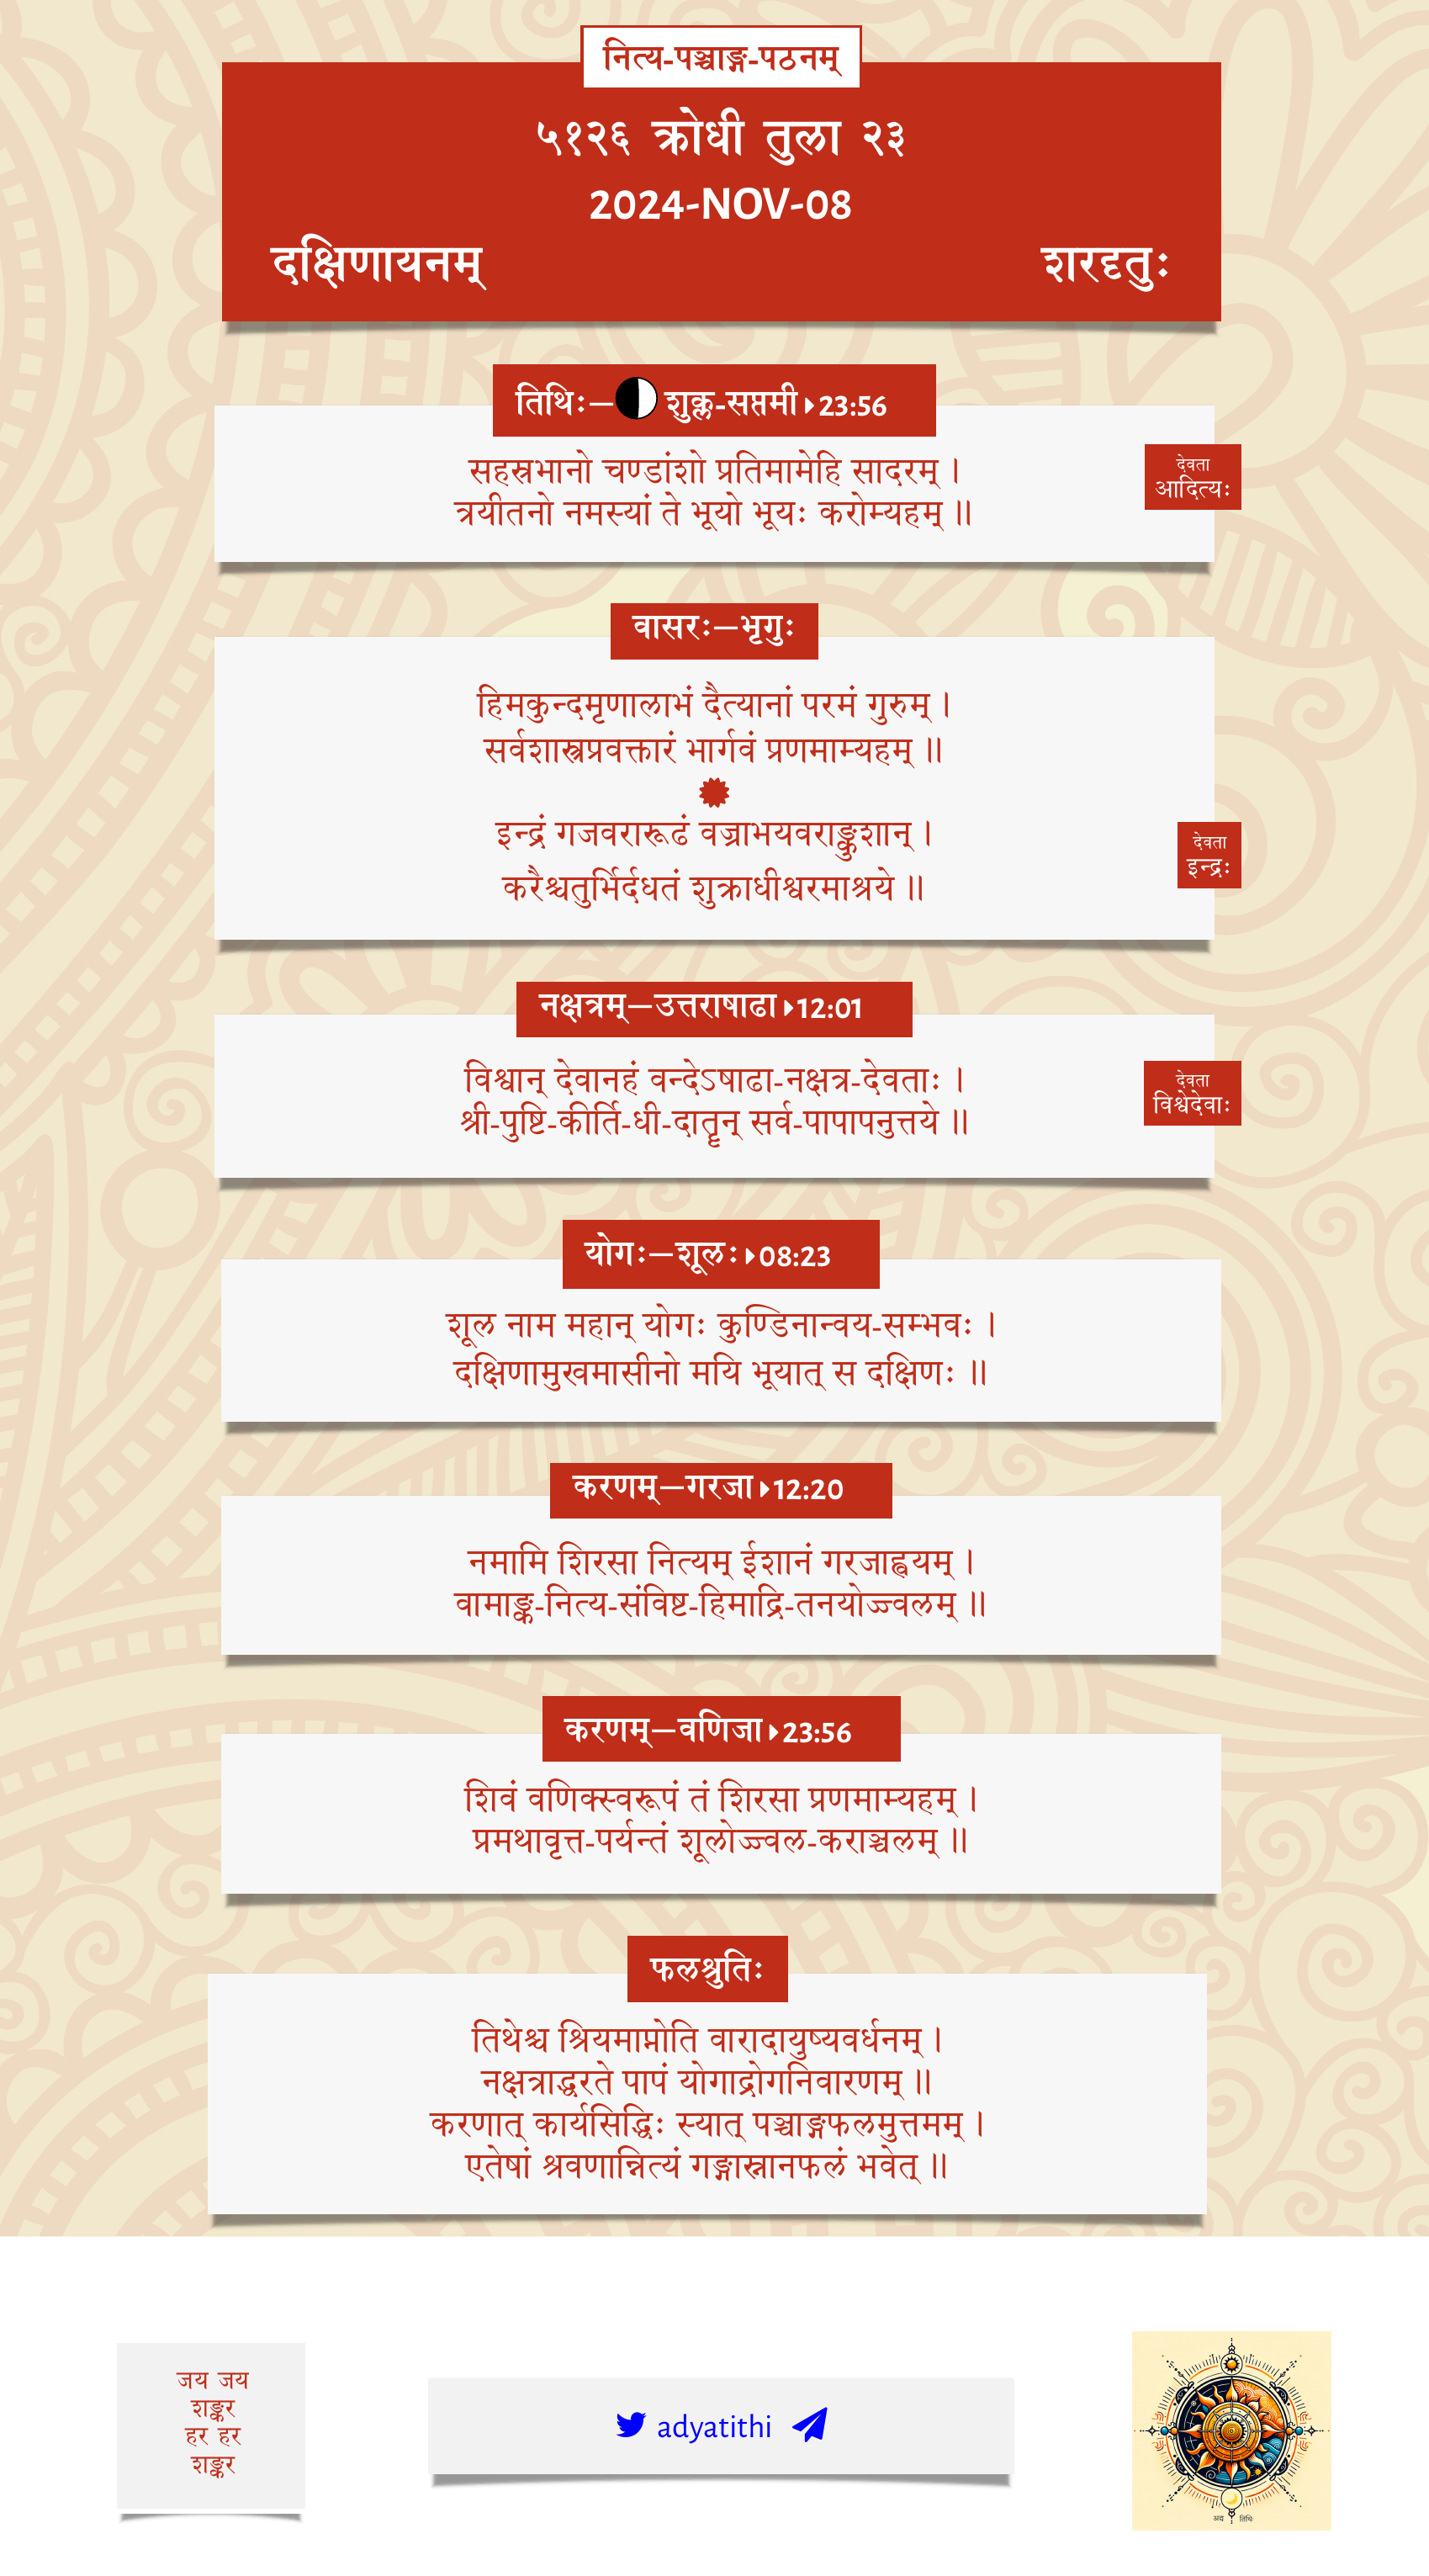 नित्य-पञ्चाङ्ग-पठनम्
५१२६ क्रोधी तुला २३
2024-NOV-08
दक्षिणायनम्
शरदृतुः
तिथिः—शुक्ल-सप्तमी 23:56
सहस्रभानो चण्डांशो प्रतिमामेहि सादरम् ।
त्रयीतनो नमस्यां ते भूयो भूयः करोम्यहम् ॥
देवता
आदित्यः
वासरः—भृगुः
हिमकुन्दमृणालाभं दैत्यानां परमं गुरुम् ।
सर्वशास्त्रप्रवक्तारं भार्गवं प्रणमाम्यहम् ॥
इन्द्रं गजवरारूढं वज्राभयवराङ्कुशान् ।
करैश्चतुर्भिर्दधतं शुक्राधीश्वरमाश्रये ॥
देवता
इन्द्रः
नक्षत्रम्—उत्तराषाढा 12:01
विश्वान् देवानहं वन्देऽषाढा-नक्षत्र-देवताः ।
श्री-पुष्टि-कीर्ति-धी-दातॄन् सर्व-पापापनुत्तये ॥
देवता
विश्वेदेवाः
योगः—शूलः 08:23
शूल नाम महान् योगः कुण्डिनान्वय-सम्भवः ।
दक्षिणामुखमासीनो मयि भूयात् स दक्षिणः ॥
करणम्—गरजा 12:20
नमामि शिरसा नित्यम् ईशानं गरजाह्वयम् ।
वामाङ्क-नित्य-संविष्ट-हिमाद्रि-तनयोज्ज्वलम् ॥
करणम्—वणिजा 23:56
शिवं वणिक्स्वरूपं तं शिरसा प्रणमाम्यहम् ।
प्रमथावृत्त-पर्यन्तं शूलोज्ज्वल-कराञ्चलम् ॥
फलश्रुतिः
तिथेश्च श्रियमाप्नोति वारादायुष्यवर्धनम् ।
नक्षत्राद्धरते पापं योगाद्रोगनिवारणम् ॥
करणात् कार्यसिद्धिः स्यात् पञ्चाङ्गफलमुत्तमम् ।
एतेषां श्रवणान्नित्यं गङ्गास्नानफलं भवेत् ॥
जय जय
शङ्कर
हर हर
शङ्कर
adyatithi
अद्य तिथिः